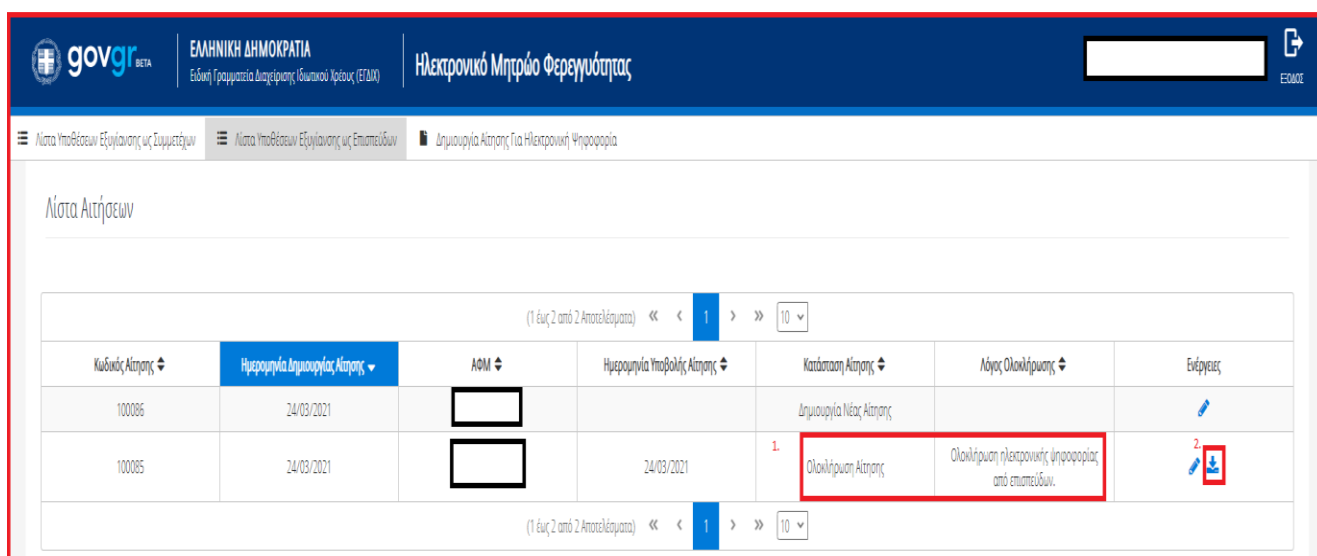 govgr BETA
ΕΛΛΗΝΙΚΗ ΔΗΜΟΚΡΑΤΙΑ
Ειδική Γραμματεία Διαχείρισης Ιδιωτικού Χρέους (ΕΓΔΙΧ)
Ηλεκτρονικό Μητρώο Φερεγγυότητας
ΕΞΟΔΟΣ
Λίστα Υποθέσεων Εξυγίανσης ως Συμμετέχων Λίστα Υποθέσεων Εξυγίανσης ως Επισπεύδων Δημιουργία Αίτησης Για Ηλεκτρονική Ψηφοφορία
Λίστα Αιτήσεων
(1 έως 2 από 2 Αποτελέσματα) « < 1 > » 10
Κωδικός Αίτησης Ημερομηνία Δημιουργίας Αίτησης ΑΦΜ Ημερομηνία Υποβολής Αίτησης Κατάσταση Αίτησης Λόγος Ολοκλήρωσης Ενέργειες
100086 24/03/2021 Δημιουργία Νέας Αίτησης
100085 24/03/2021 24/03/2021 1. Ολοκλήρωση Αίτησης Ολοκλήρωση ηλεκτρονικής ψηφοφορίας από επισπεύδων. 2.
(1 έως 2 από 2 Αποτελέσματα) « < 1 > » 10